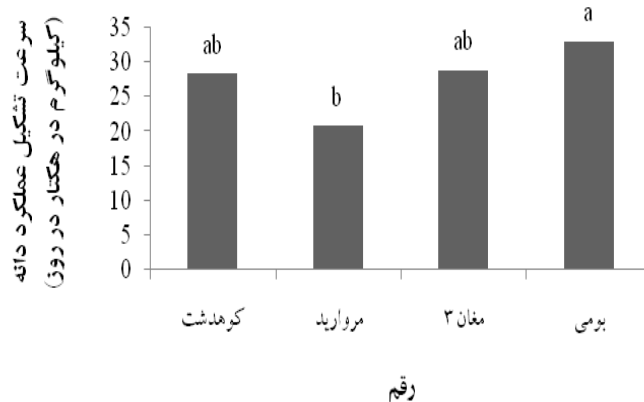 سرعت تشکیل عملکرد دانه
(کیلوگرم در هکتار در روز)
35
30
25
20
15
10
5
0
ab
b
ab
a
کوهدشت
مروارید
مغان ۳
بومی
رقم